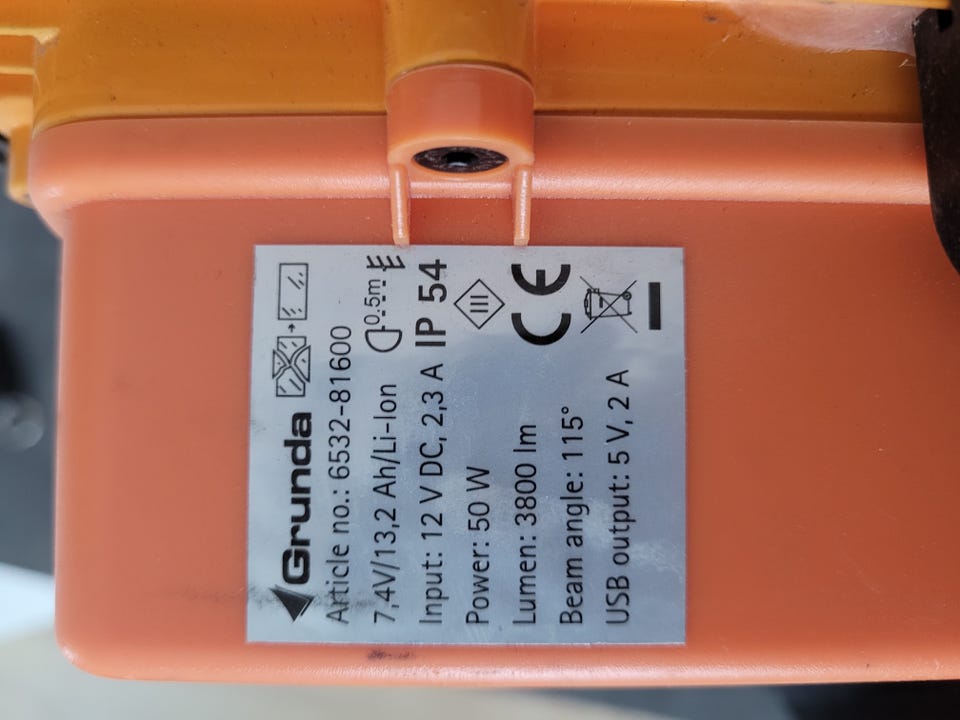 Grunda
Article no.: 6532-81600
7,4V/13,2 Ah/Li-Ion
0.5m
Input: 12 V DC, 2,3 A
IP 54
Power: 50 W
III
Lumen: 3800 lm
CE
Beam angle: 115°
USB output: 5 V, 2 A